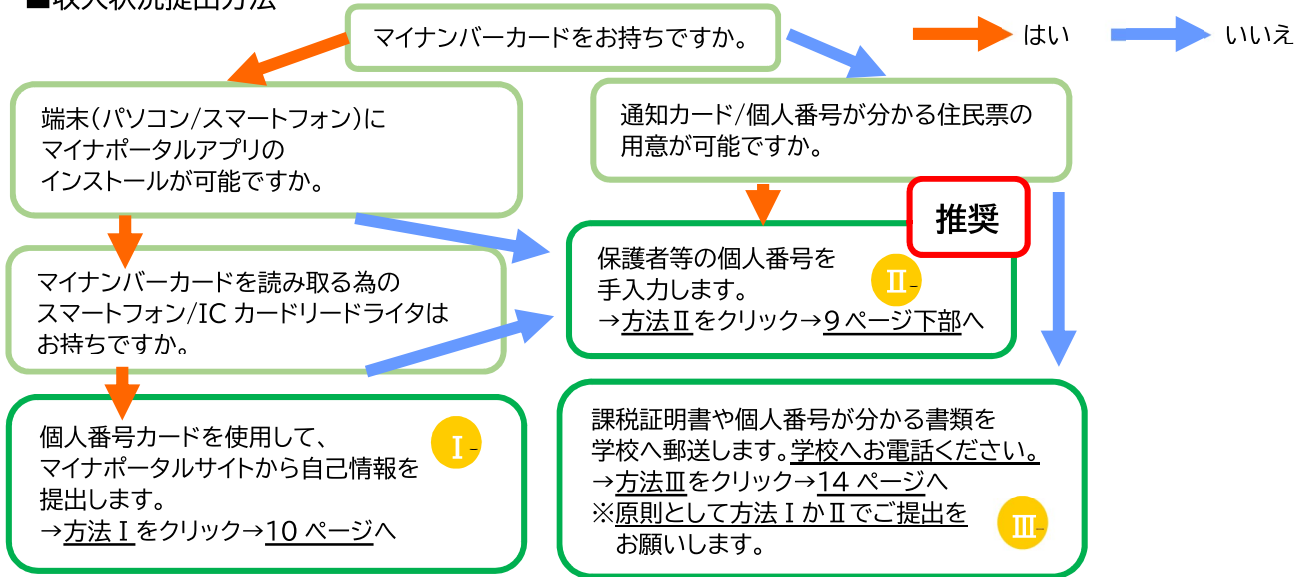 ■収入状況提出方法
マイナンバーカードをお持ちですか。
はい
いいえ
端末(パソコン/スマートフォン)に
マイナポータルアプリの
インストールが可能ですか。
通知カード/個人番号が分かる住民票の
用意が可能ですか。
推奨
マイナンバーカードを読み取る為の
スマートフォン/IC カードリードライタは
お持ちですか。
保護者等の個人番号を
手入力します。
→方法Ⅱをクリック→9ページ下部へ
Ⅱ
個人番号カードを使用して、
マイナポータルサイトから自己情報を
提出します。
→方法Ⅰをクリック→10 ページへ
Ⅰ
課税証明書や個人番号が分かる書類を
学校へ郵送します。学校へお電話ください。
→方法Ⅲをクリック→14 ページへ
※原則として方法ⅠかⅡでご提出を
お願いします。
Ⅲ